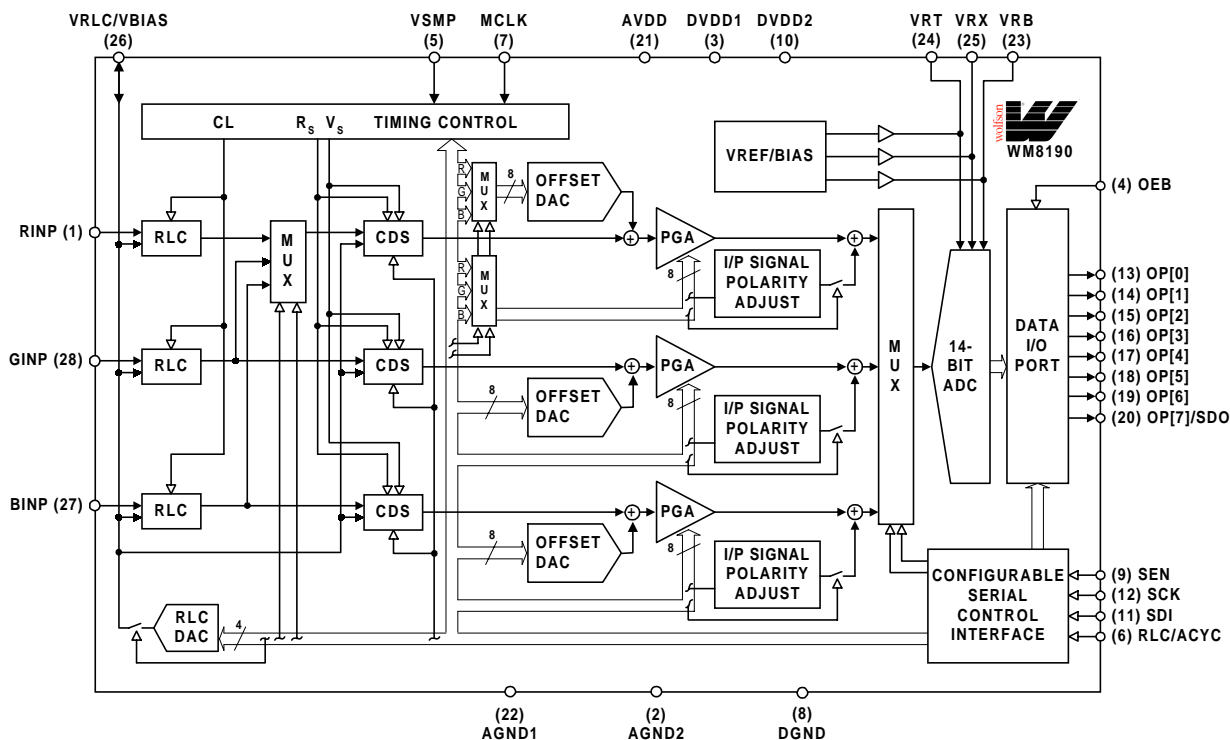 VRLC/VBIAS VSMP MCLK AVDD DVDD1 DVDD2 VRT VRX VRB
(26) (5) (7) (21) (3) (10) (24) (25) (23)
CL RS VS TIMING CONTROL
wolfson
WM8190
VREF/BIAS
R
G
B
MUX
8
OFFSET
DAC
(4) OEB
RINP (1)
RLC
MUX
CDS
+
PGA
+
I/P SIGNAL
POLARITY
ADJUST
8
R
G
B
MUX
MUX
14-
BIT
ADC
DATA
I/O
PORT
(13) OP[0]
(14) OP[1]
(15) OP[2]
(16) OP[3]
(17) OP[4]
(18) OP[5]
(19) OP[6]
(20) OP[7]/SDO
GINP (28)
RLC
CDS
+
PGA
+
8
OFFSET
DAC
8
I/P SIGNAL
POLARITY
ADJUST
BINP (27)
RLC
CDS
+
PGA
+
8
OFFSET
DAC
8
I/P SIGNAL
POLARITY
ADJUST
CONFIGURABLE
SERIAL
CONTROL
INTERFACE
(9) SEN
(12) SCK
(11) SDI
(6) RLC/ACYC
RLC
DAC
4
(22)
AGND1
(2)
AGND2
(8)
DGND